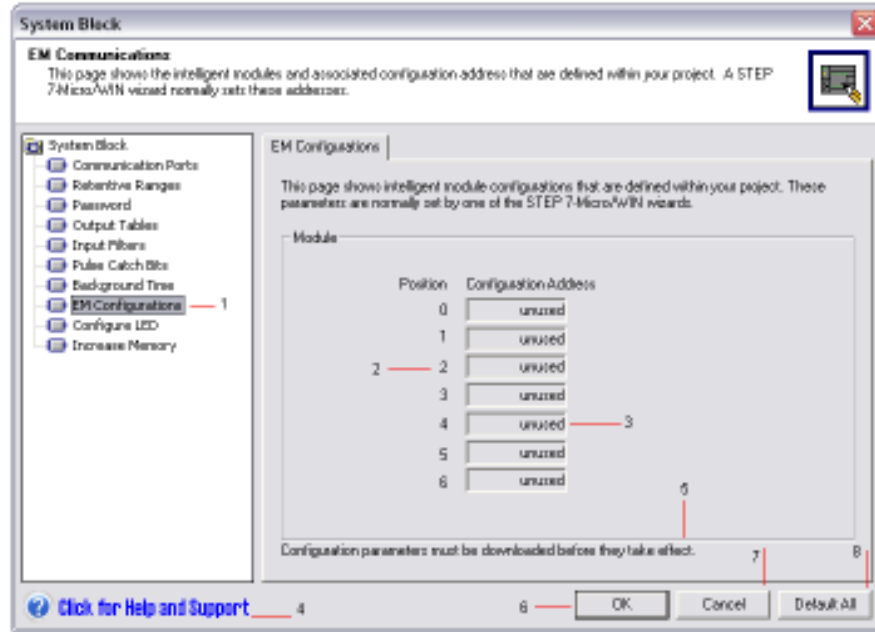 System Block
EM Communications
This page shows the intelligent modules and associated configuration address that are defined within your project. A STEP
7-Micro/WIN wizard normally sets these addresses.
System Block
Communication Ports
Retentive Ranges
Password
Output Tables
Input Filters
Pulse Catch Bits
Background Time
EM Configurations 1
Configure LED
Increase Memory
EM Configurations
This page shows intelligent module configurations that are defined within your project. These
parameters are normally set by one of the STEP 7-Micro/WIN wizards.
Module
Position Configuration Address
0 unused
1 unused
2 2 unused
3 unused
4 unused 3
5 unused
6 unused
5
Configuration parameters must be downloaded before they take effect.
7 8
Click for Help and Support 4
6 OK Cancel Default All